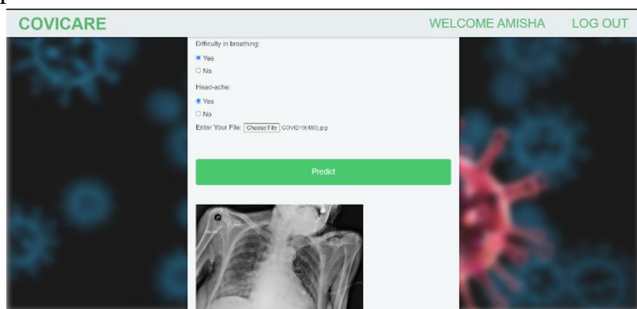 COVICARE WELCOME AMISHA LOG OUT
Difficulty in breathing:
Yes
No
Head-ache:
Yes
No
Enter Your File: Choose File COVID19(460).jpg
Predict